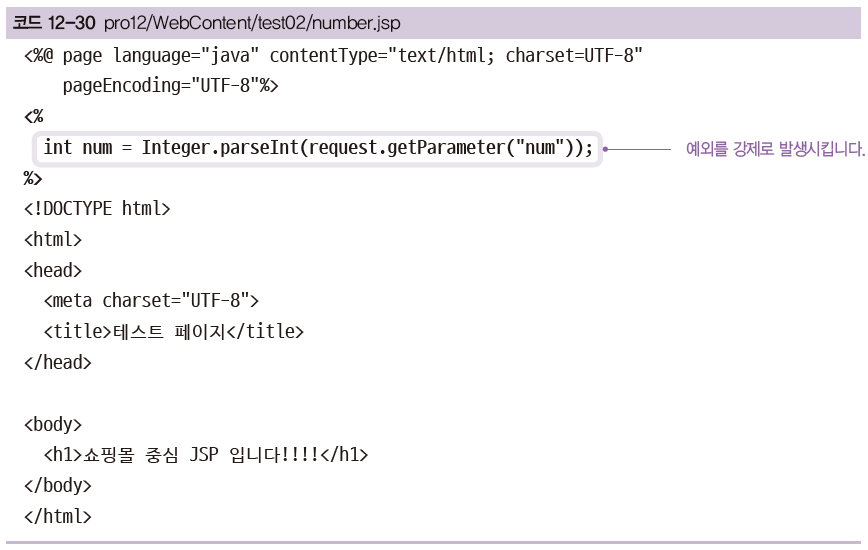 코드 12-30 pro12/WebContent/test02/number.jsp
<%@ page language="java" contentType="text/html; charset=UTF-8"
    pageEncoding="UTF-8"%>
<%
  int num = Integer.parseInt(request.getParameter("num")); 예외를 강제로 발생시킵니다.
%>
<!DOCTYPE html>
<html>
<head>
  <meta charset="UTF-8">
  <title>테스트 페이지</title>
</head>

<body>
  <h1>쇼핑몰 중심 JSP 입니다!!!!</h1>
</body>
</html>